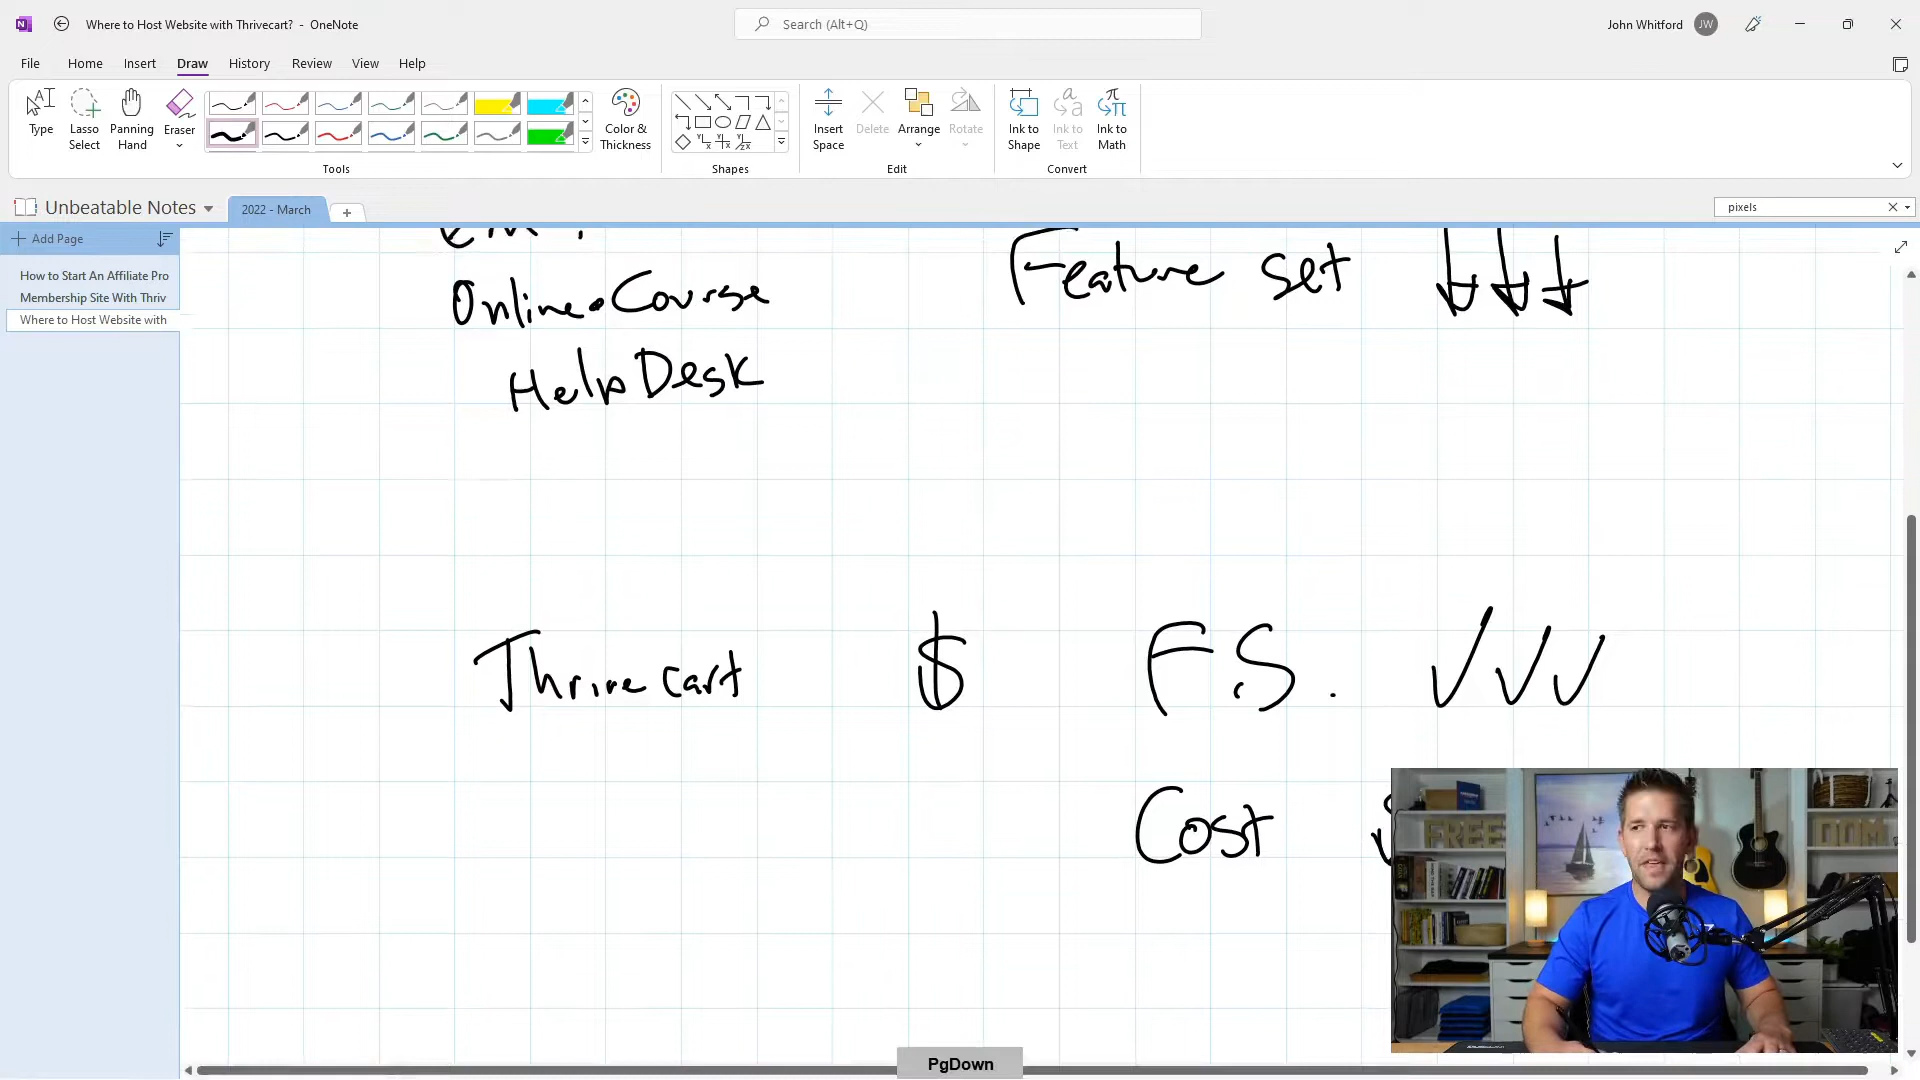 Where to Host Website with Thrivecart? - OneNote
Search (Alt+Q)
John Whitford
JW
File Home Insert Draw History Review View Help
Type
Lasso Select
Panning Hand
Eraser
Color & Thickness
Insert Space
Delete
Arrange
Rotate
Ink to Shape
Ink to Text
Ink to Math
Tools
Shapes
Edit
Convert
Unbeatable Notes
2022 - March
pixels
Add Page
How to Start An Affiliate Pro
Membership Site With Thriv
Where to Host Website with
Feature set
Online Course
Help Desk
Thrive cart $ F.S.
Cost
FREE
DOM
PgDown